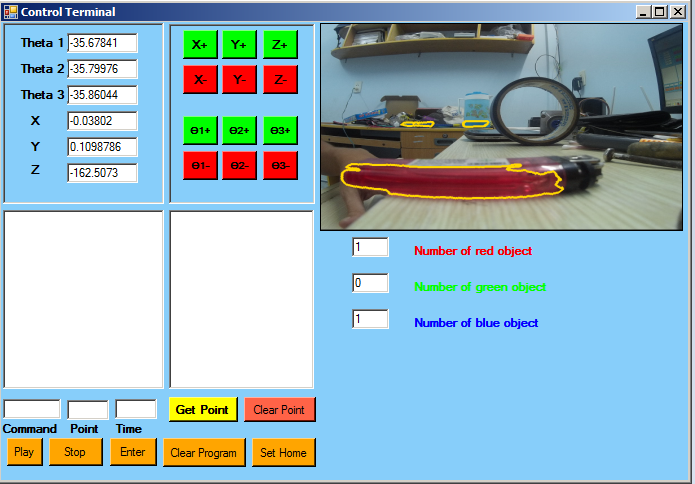 Control Terminal
Theta 1 -35.67841
Theta 2 -35.79976
Theta 3 -35.86044
X -0.03802
Y 0.1098786
Z -162.5073
X+ Y+ Z+
X- Y- Z-
Θ1+ Θ2+ Θ3+
Θ1- Θ2- Θ3-
1 Number of red object
0 Number of green object
1 Number of blue object
Get Point Clear Point
Command Point Time
Play Stop Enter Clear Program Set Home